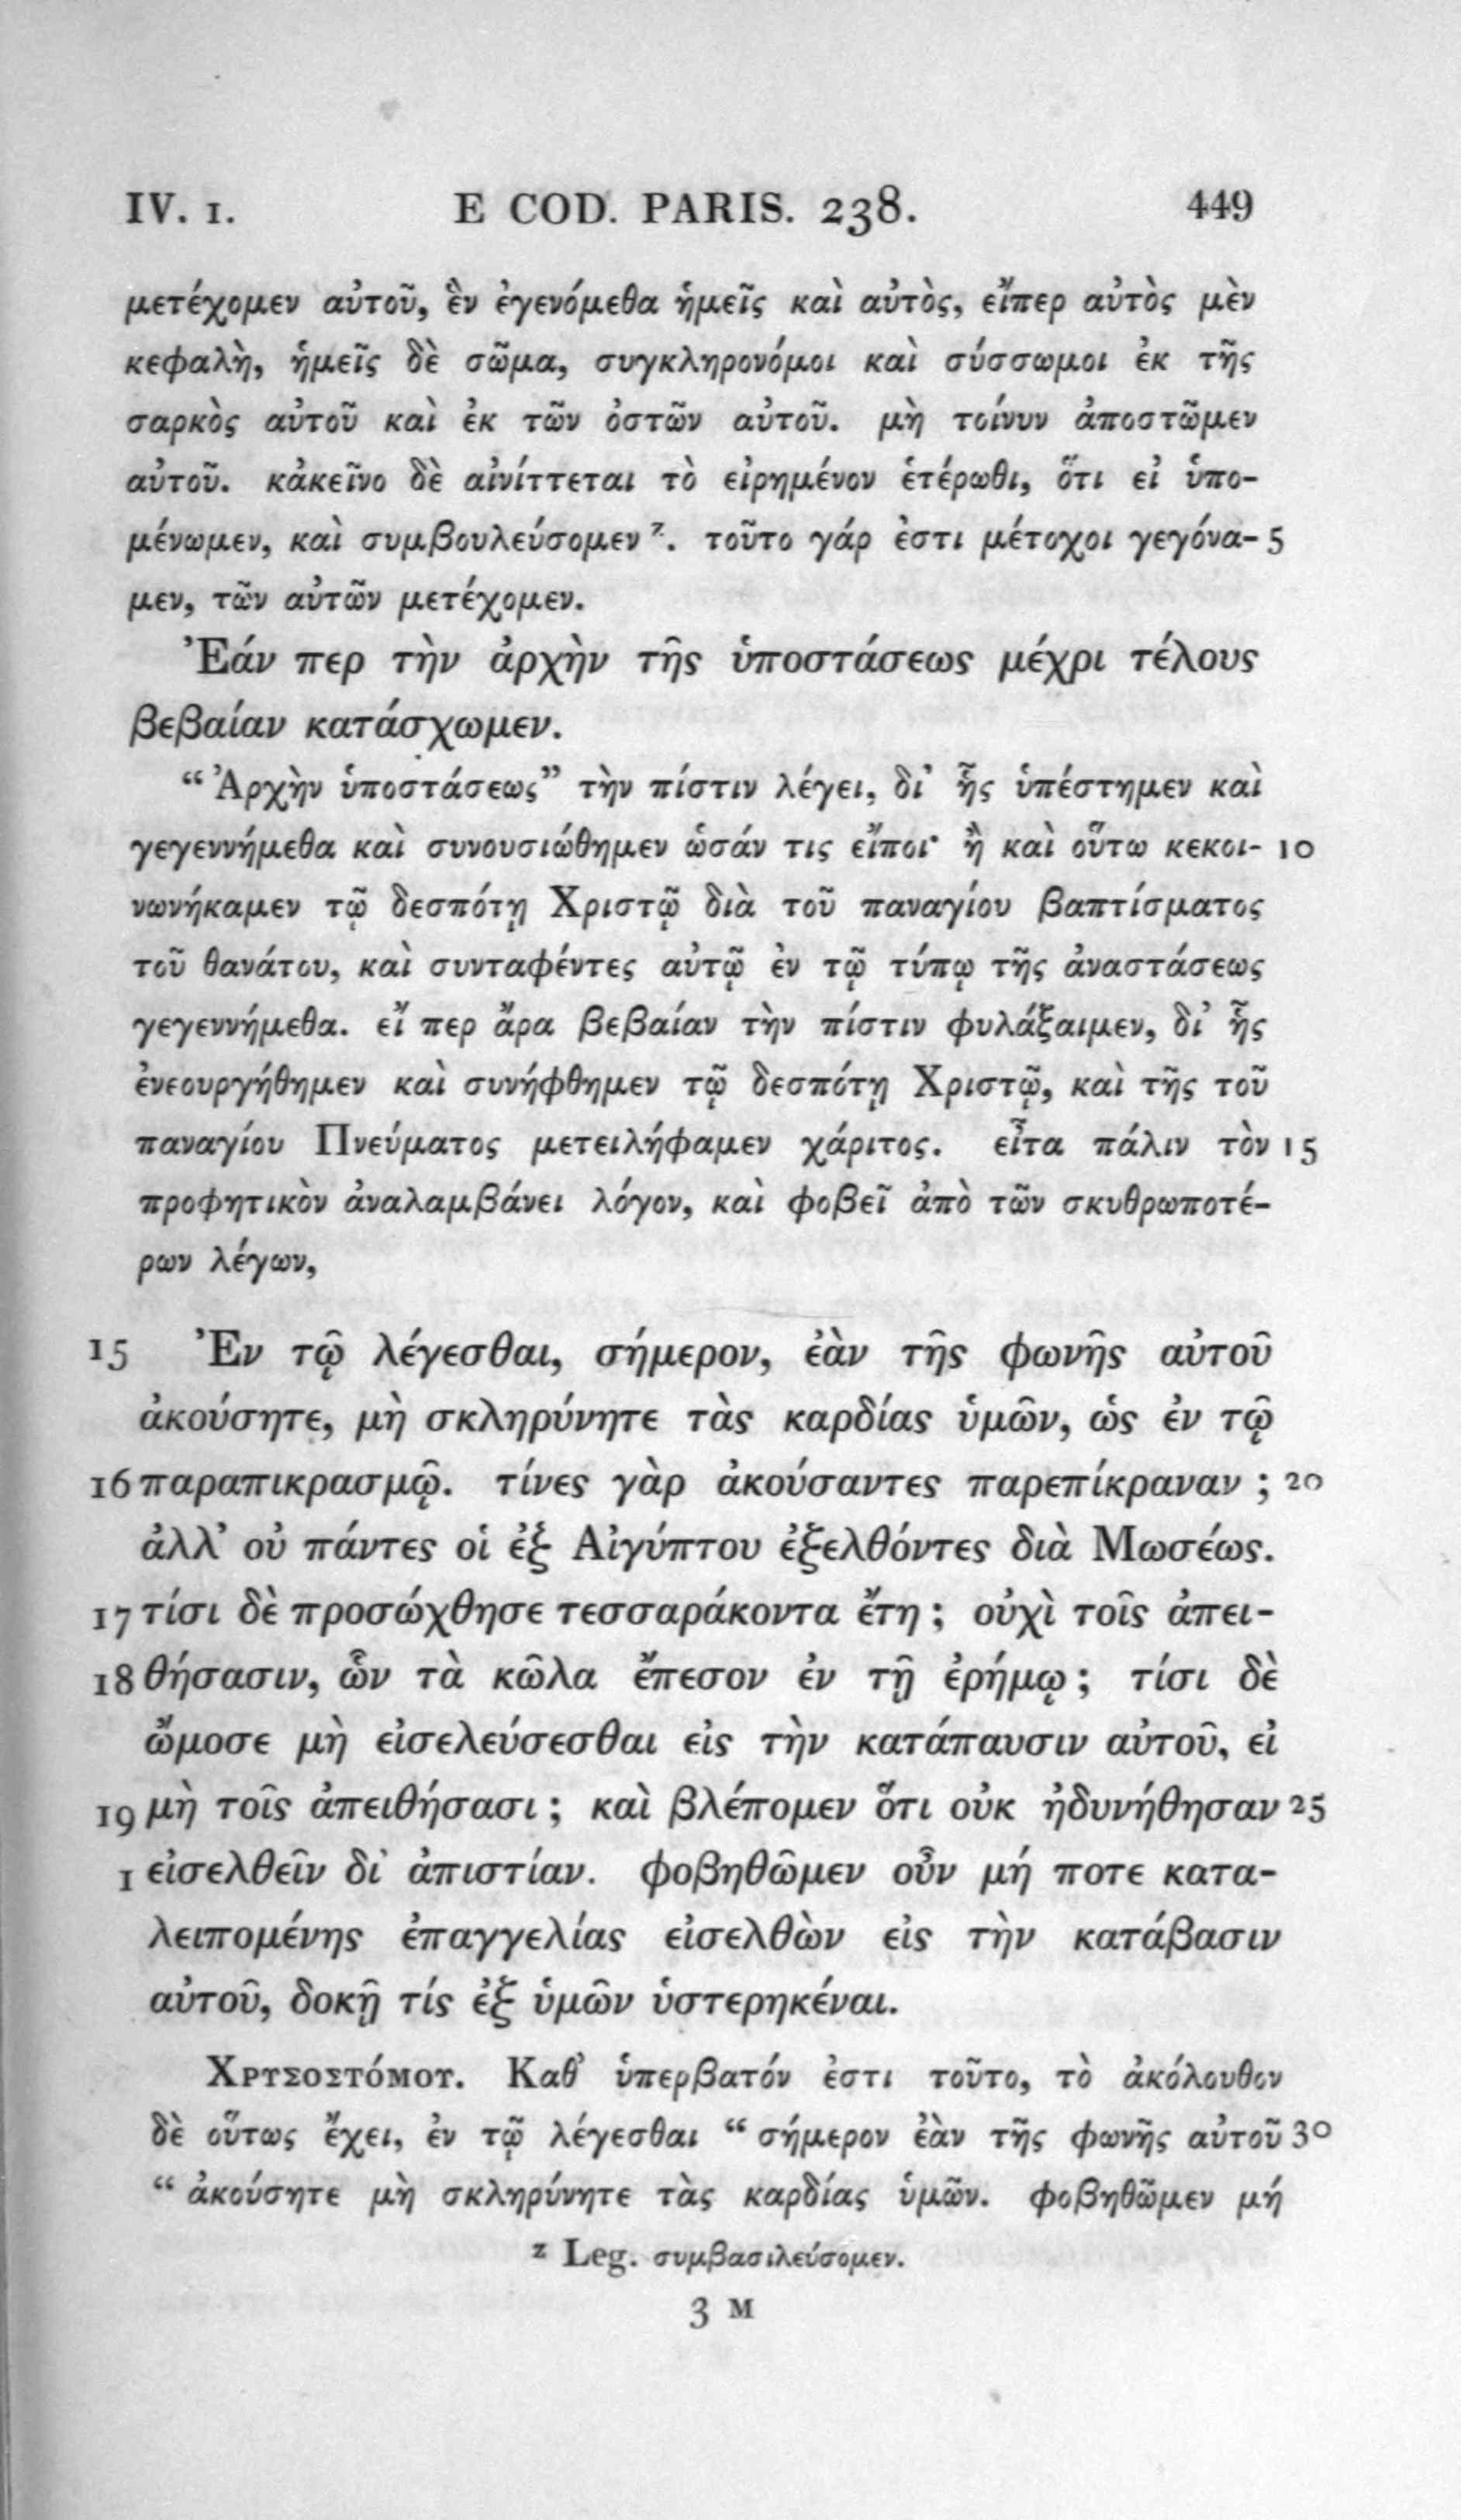 IV. 1. E COD. PARIS. 238. 449
μετέχομεν αὐτοῦ, ἓν ἐγενόμεθα ἡμεῖς καὶ αὐτὸς, εἴπερ αὐτὸς μὲν
κεφαλὴ, ἡμεῖς δὲ σῶμα, συγκληρονόμοι καὶ σύσσωμοι ἐκ τῆς
σαρκὸς αὐτοῦ καὶ ἐκ τῶν ὀστῶν αὐτοῦ. μὴ τοίνυν ἀποστῶμεν
αὐτοῦ. κἀκεῖνο δὲ αἰνίττεται τὸ εἰρημένον ἑτέρωθι, ὅτι εἰ ὑπο-
μένωμεν, καὶ συμβουλεύσομεν z. τοῦτο γάρ ἐστι μέτοχοι γεγόνα- 5
μεν, τῶν αὐτῶν μετέχομεν.
Ἐάν περ τὴν ἀρχὴν τῆς ὑποστάσεως μέχρι τέλους
βεβαίαν κατάσχωμεν.
“Ἀρχὴν ὑποστάσεως” τὴν πίστιν λέγει, δι᾽ ἧς ὑπέστημεν καὶ
γεγεννήμεθα καὶ συνουσιώθημεν ὡσάν τις εἴποι· ἢ καὶ οὕτω κεκοι- 10
νωνήκαμεν τῷ δεσπότῃ Χριστῷ διὰ τοῦ παναγίου βαπτίσματος
τοῦ θανάτου, καὶ συνταφέντες αὐτῷ ἐν τῷ τύπῳ τῆς ἀναστάσεως
γεγεννήμεθα. εἴ περ ἄρα βεβαίαν τὴν πίστιν φυλάξαιμεν, δι᾽ ἧς
ἐνεουργήθημεν καὶ συνήφθημεν τῷ δεσπότῃ Χριστῷ, καὶ τῆς τοῦ
παναγίου Πνεύματος μετειλήφαμεν χάριτος. εἶτα πάλιν τὸν 15
προφητικὸν ἀναλαμβάνει λόγον, καὶ φοβεῖ ἀπὸ τῶν σκυθρωποτέ-
ρων λέγων,
15 Ἐν τῷ λέγεσθαι, σήμερον, ἐὰν τῆς φωνῆς αὐτοῦ
ἀκούσητε, μὴ σκληρύνητε τὰς καρδίας ὑμῶν, ὡς ἐν τῷ
16 παραπικρασμῷ. τίνες γὰρ ἀκούσαντες παρεπίκραναν ; 20
ἀλλ᾽ οὐ πάντες οἱ ἐξ Αἰγύπτου ἐξελθόντες διὰ Μωσέως.
17 τίσι δὲ προσώχθησε τεσσαράκοντα ἔτη ; οὐχὶ τοῖς ἀπει-
18 θήσασιν, ὧν τὰ κῶλα ἔπεσον ἐν τῇ ἐρήμῳ ; τίσι δὲ
ὤμοσε μὴ εἰσελεύσεσθαι εἰς τὴν κατάπαυσιν αὐτοῦ, εἰ
19 μὴ τοῖς ἀπειθήσασι ; καὶ βλέπομεν ὅτι οὐκ ἠδυνήθησαν 25
1 εἰσελθεῖν δι᾽ ἀπιστίαν. φοβηθῶμεν οὖν μή ποτε κατα-
λειπομένης ἐπαγγελίας εἰσελθὼν εἰς τὴν κατάβασιν
αὐτοῦ, δοκῇ τίς ἐξ ὑμῶν ὑστερηκέναι.
ΧΡΥΣΟΣΤΌΜΟΥ. Καθ᾽ ὑπερβατόν ἐστι τοῦτο, τὸ ἀκόλουθον
δὲ οὕτως ἔχει, ἐν τῷ λέγεσθαι “ σήμερον ἐὰν τῆς φωνῆς αὐτοῦ 30
“ ἀκούσητε μὴ σκληρύνητε τὰς καρδίας ὑμῶν. φοβηθῶμεν μή
z Leg. συμβασιλεύσομεν.
3 M